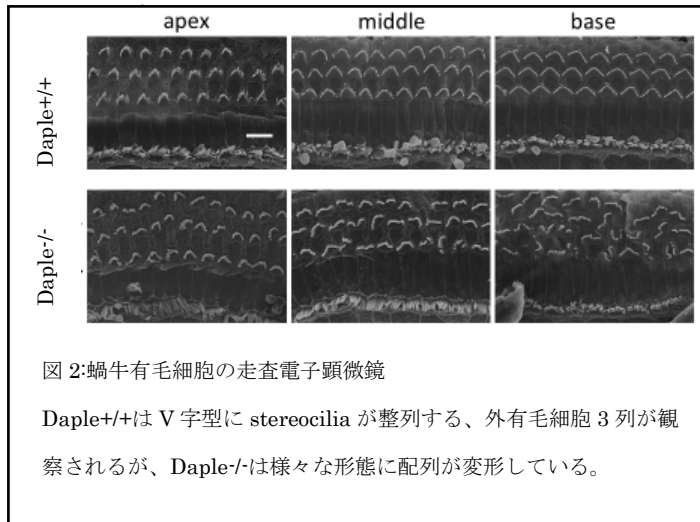 apex middle base
Daple+/+
Daple-/-
図 2:蝸牛有毛細胞の走査電子顕微鏡
Daple+/+は V 字型に stereocilia が整列する、外有毛細胞 3 列が観
察されるが、Daple-/-は様々な形態に配列が変形している。